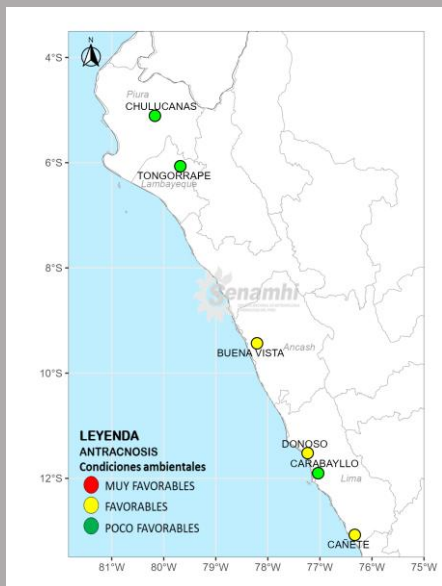 N
4°S
Piura
CHULUCANAS
6°S
TONGORRAPE
Lambayeque
8°S
Senamhi
Ancash
BUENA VISTA
10°S
DONOSO
CARABAYLLO
Lima
12°S
CAÑETE
LEYENDA
ANTRACNOSIS
Condiciones ambientales
MUY FAVORABLES
FAVORABLES
POCO FAVORABLES
81°W 80°W 79°W 78°W 77°W 76°W 75°W